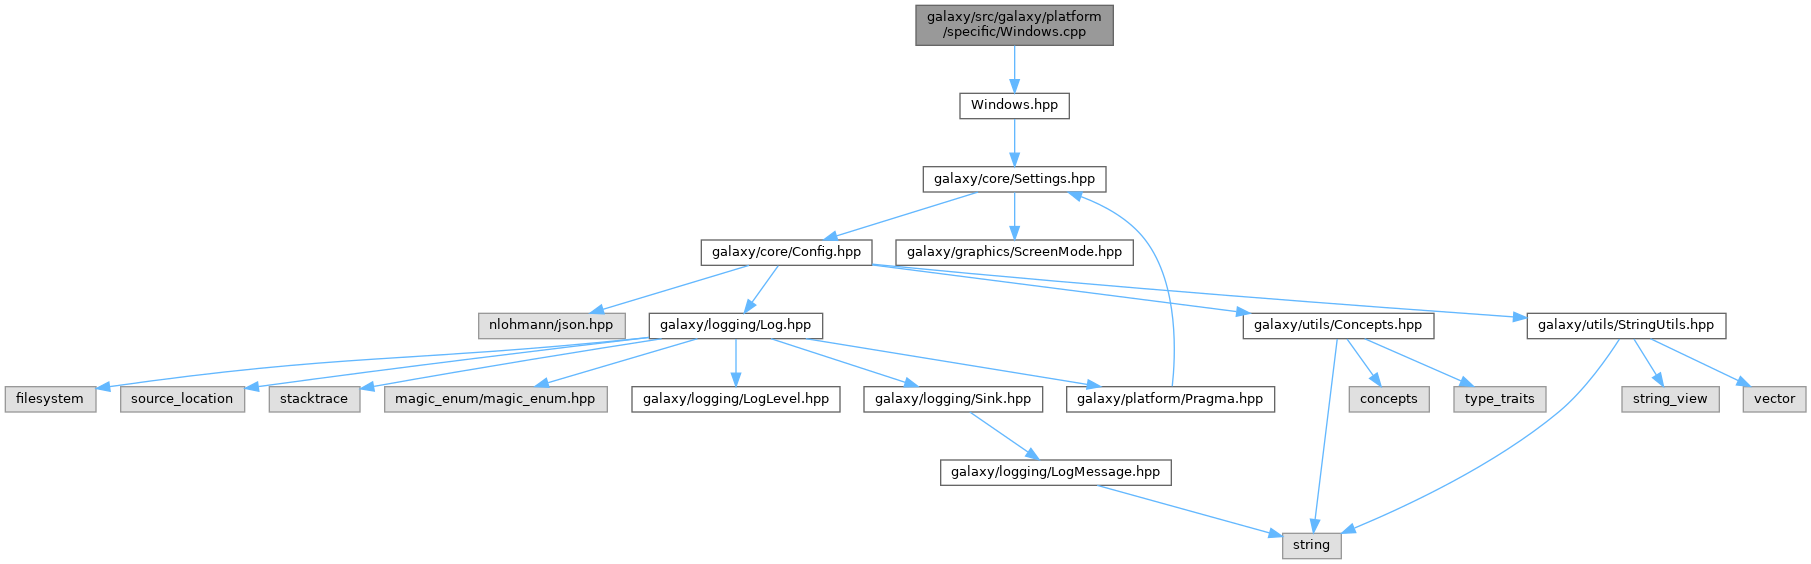 galaxy/src/galaxy/platform
/specific/Windows.cpp
Windows.hpp
galaxy/core/Settings.hpp
galaxy/core/Config.hpp
galaxy/graphics/ScreenMode.hpp
nlohmann/json.hpp
galaxy/logging/Log.hpp
galaxy/utils/Concepts.hpp
galaxy/utils/StringUtils.hpp
filesystem
source_location
stacktrace
magic_enum/magic_enum.hpp
galaxy/logging/LogLevel.hpp
galaxy/logging/Sink.hpp
galaxy/platform/Pragma.hpp
concepts
type_traits
string_view
vector
galaxy/logging/LogMessage.hpp
string